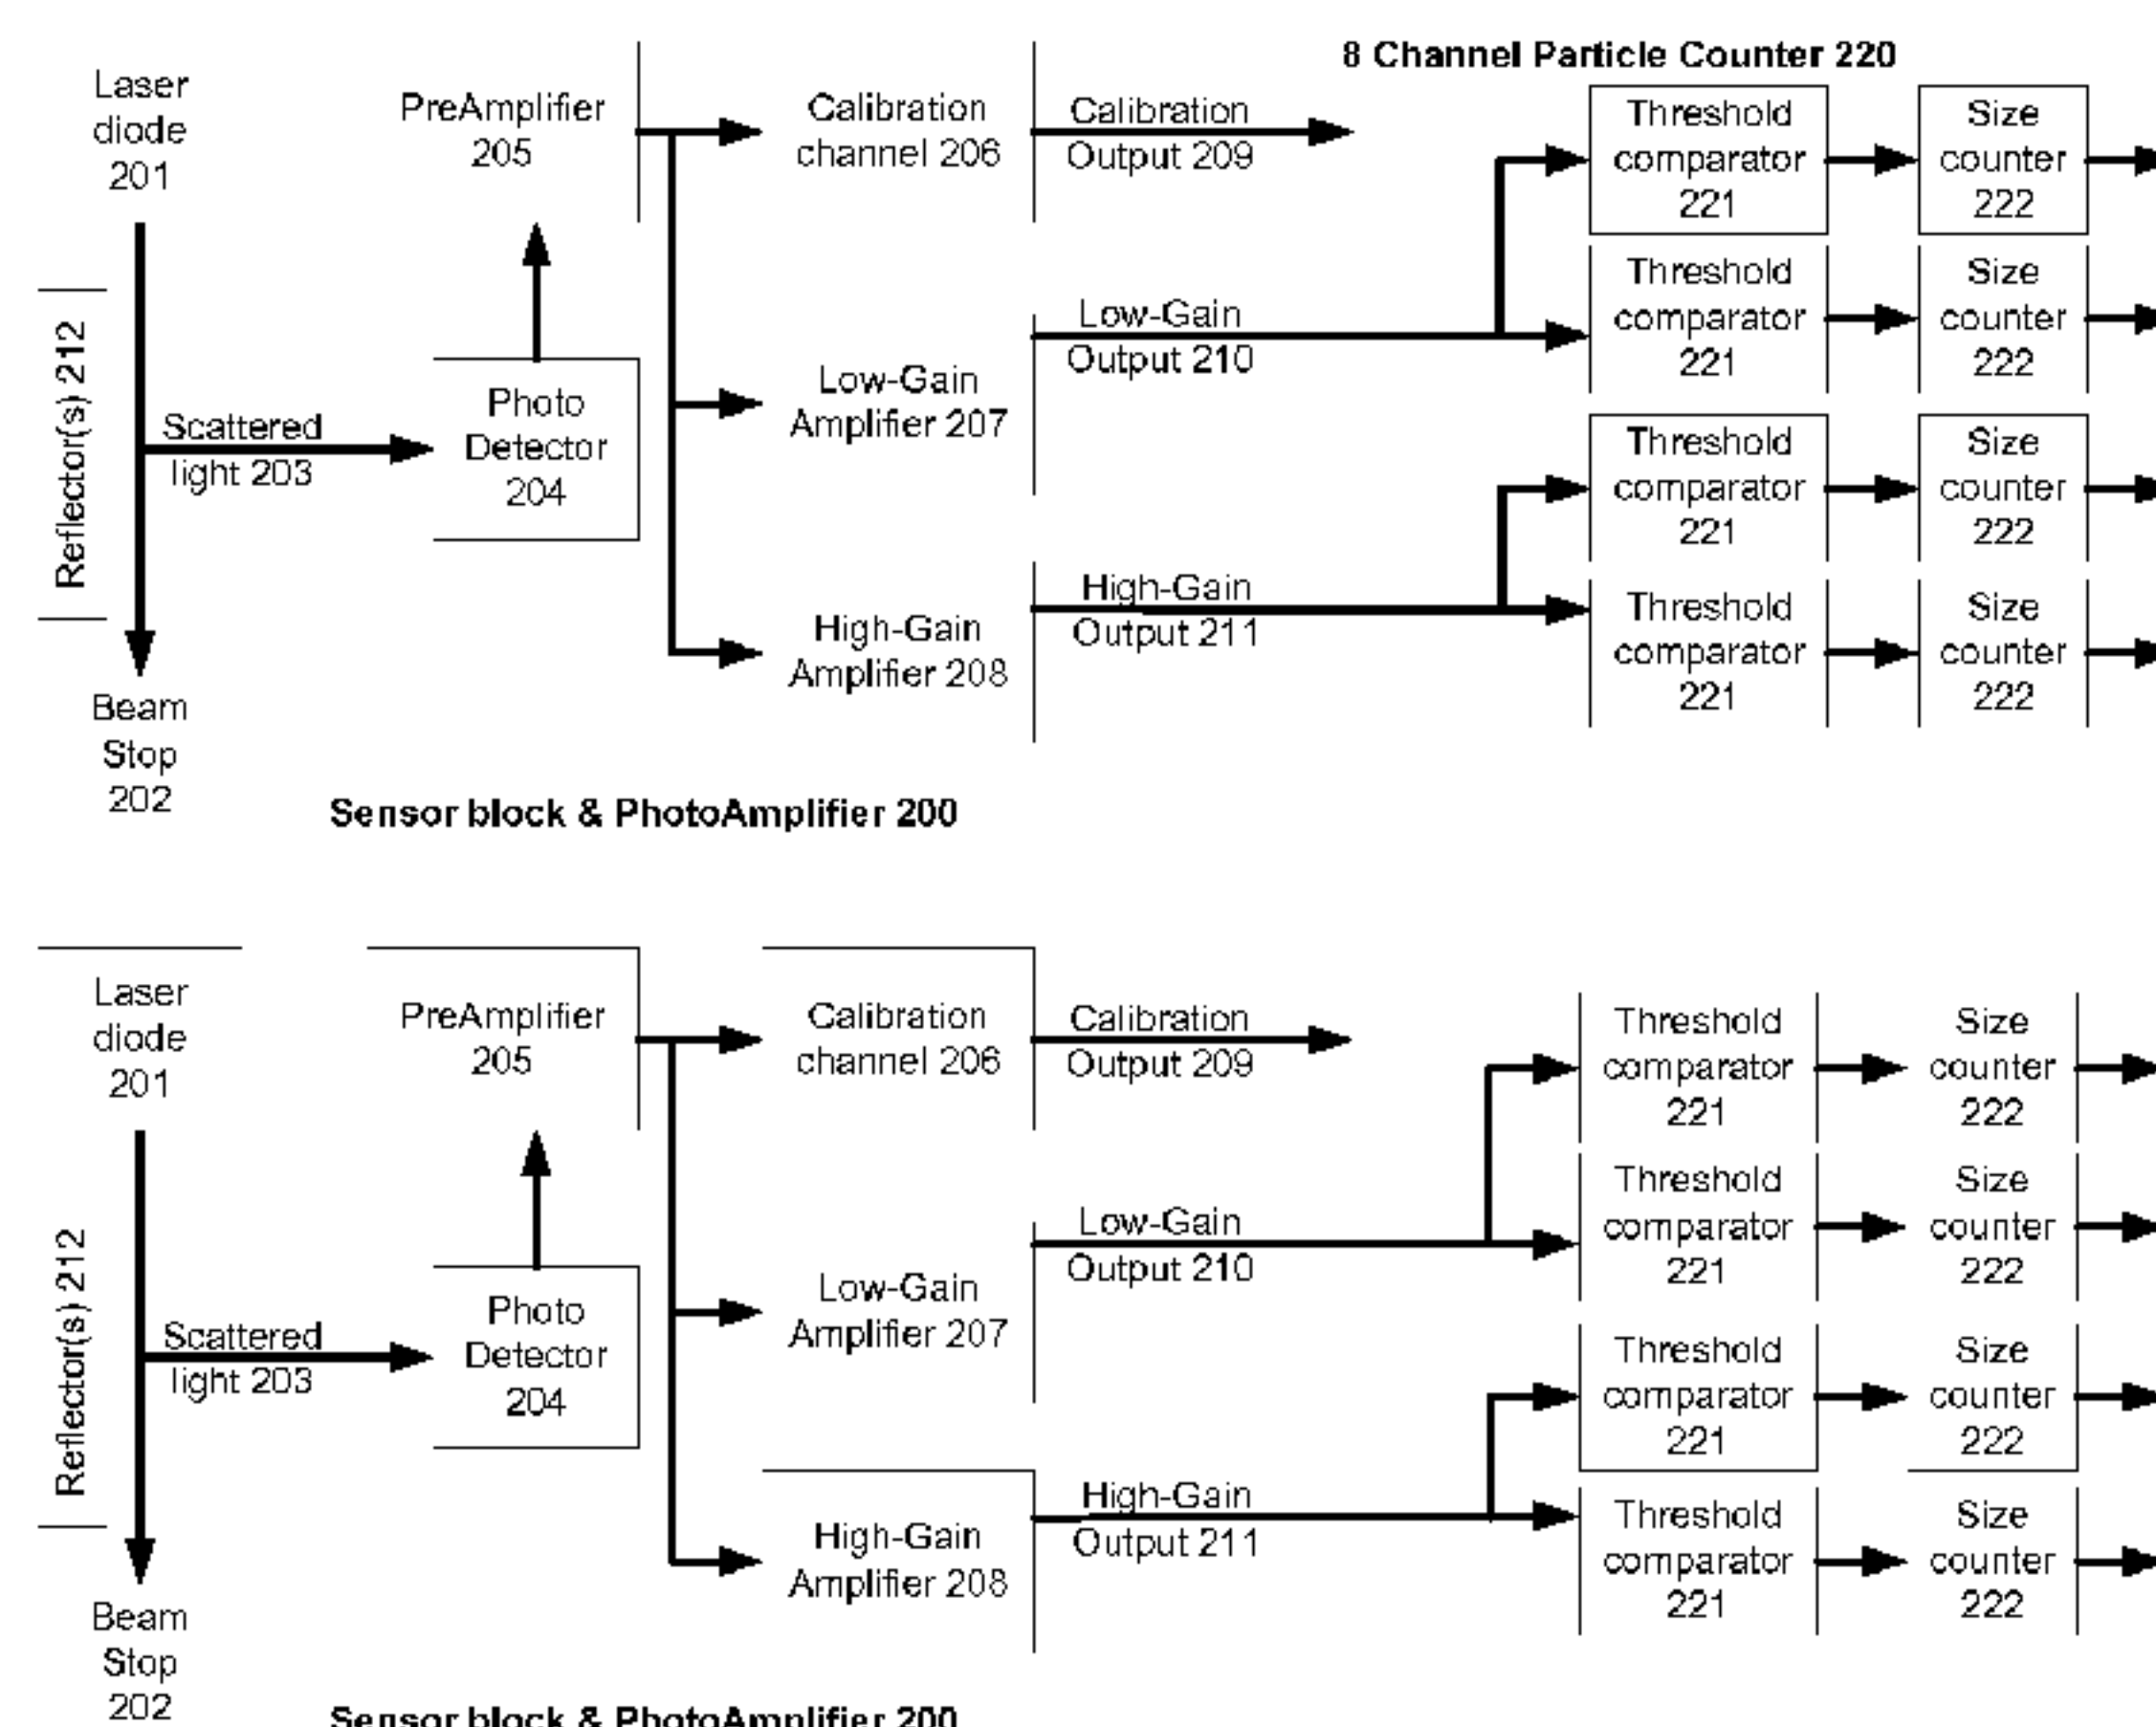 8 Channel Particle Counter 220
Laser
diode
201
PreAmplifier
205
Calibration
channel 206
Calibration
Output 209
Threshold
comparator
221
Size
counter
222
Reflector(s) 212
Scattered
light 203
Photo
Detector
204
Low-Gain
Amplifier 207
Low-Gain
Output 210
Threshold
comparator
221
Size
counter
222
Threshold
comparator
221
Size
counter
222
High-Gain
Amplifier 208
High-Gain
Output 211
Threshold
comparator
221
Size
counter
222
Beam
Stop
202
Sensor block & PhotoAmplifier 200
Laser
diode
201
PreAmplifier
205
Calibration
channel 206
Calibration
Output 209
Threshold
comparator
221
Size
counter
222
Reflector(s) 212
Scattered
light 203
Photo
Detector
204
Low-Gain
Amplifier 207
Low-Gain
Output 210
Threshold
comparator
221
Size
counter
222
Threshold
comparator
221
Size
counter
222
High-Gain
Amplifier 208
High-Gain
Output 211
Threshold
comparator
221
Size
counter
222
Beam
Stop
202
Sensor block & PhotoAmplifier 200